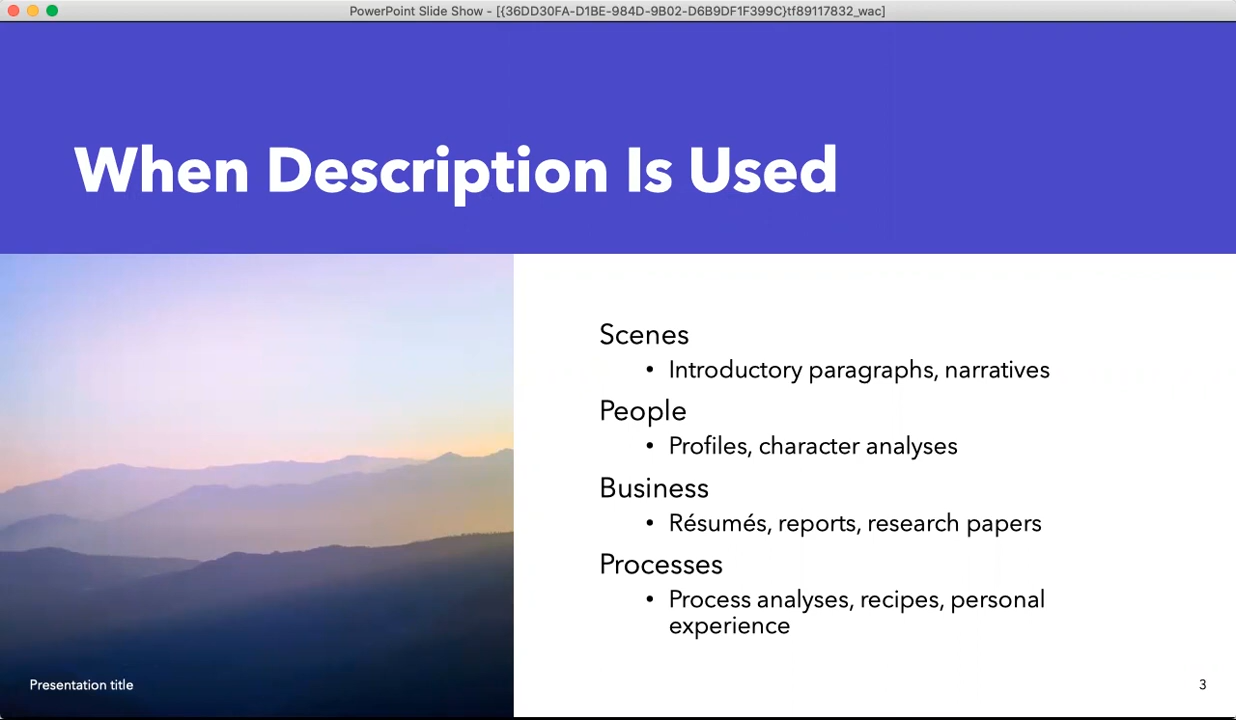 PowerPoint Slide Show - [{36DD30FA-D1BE-984D-9B02-D6B9DF1F399C}tf89117832_wac]
When Description Is Used
Scenes
• Introductory paragraphs, narratives
People
• Profiles, character analyses
Business
• Résumés, reports, research papers
Processes
• Process analyses, recipes, personal
experience
Presentation title
3